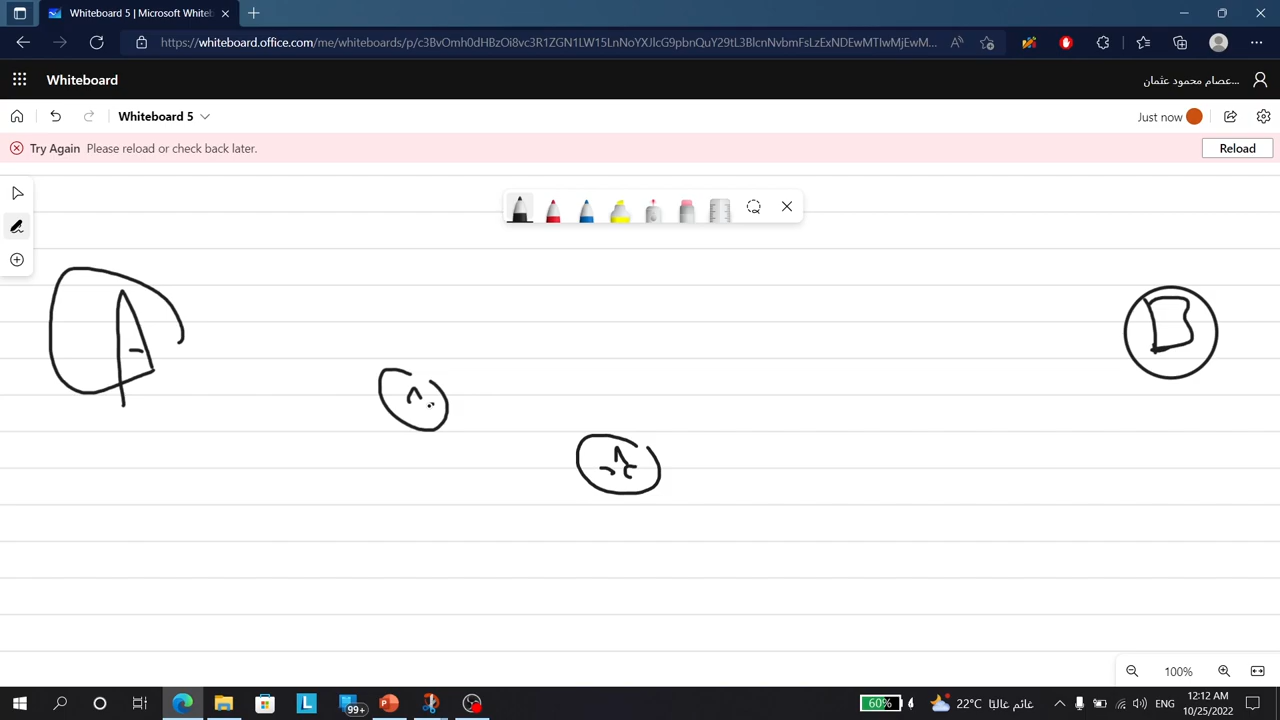 Whiteboard 5 | Microsoft Whiteb
https://whiteboard.office.com/me/whiteboards/p/c3BvOmh0dHBzOi8vc3R1ZGN1LW15LnNoYXJlcG9pbnQuY29tL3BlcnNvbmFsLzExNDEwMTIwMjEwM...
Whiteboard
عصام محمود عثمان...
Whiteboard 5
Just now
Try Again Please reload or check back later.
Reload
A
B
100%
99+
60%
22°C غائم غالبًا
ENG
12:12 AM
10/25/2022